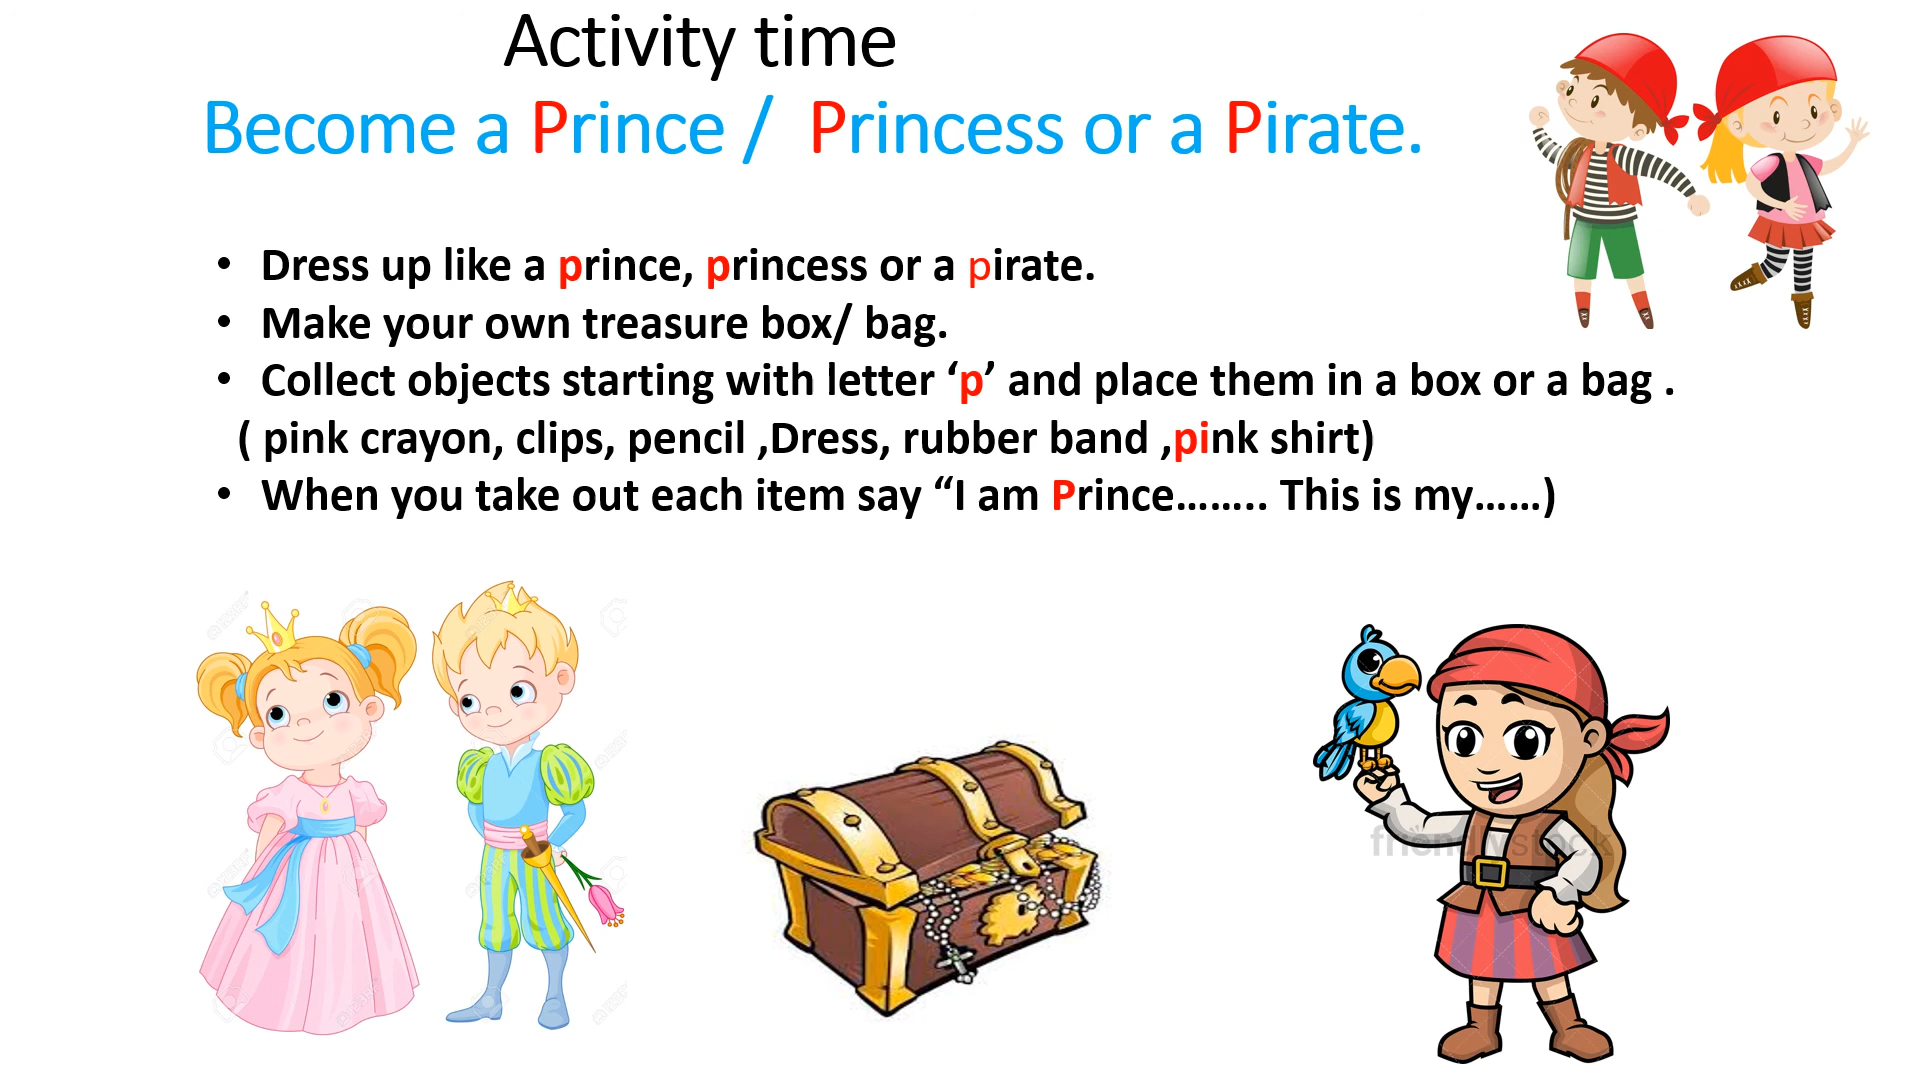 Activity time
Become a Prince / Princess or a Pirate.
• Dress up like a prince, princess or a pirate.
• Make your own treasure box/ bag.
• Collect objects starting with letter ‘p’ and place them in a box or a bag .
( pink crayon, clips, pencil ,Dress, rubber band ,pink shirt)
• When you take out each item say “I am Prince…….. This is my……)
friendlystock